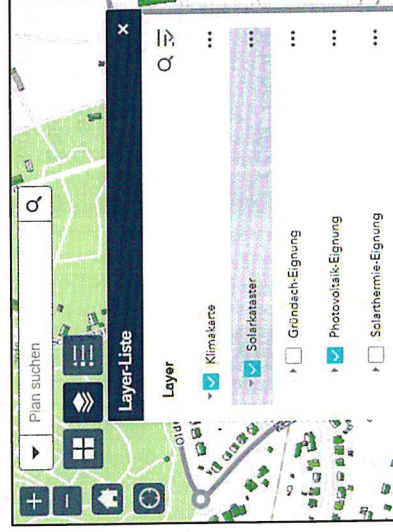 Plan suchen
Layer-Liste
Layer
Klimakarte
Solarkataster
Gründach-Eignung
Photovoltaik-Eignung
Solarthermie-Eignung